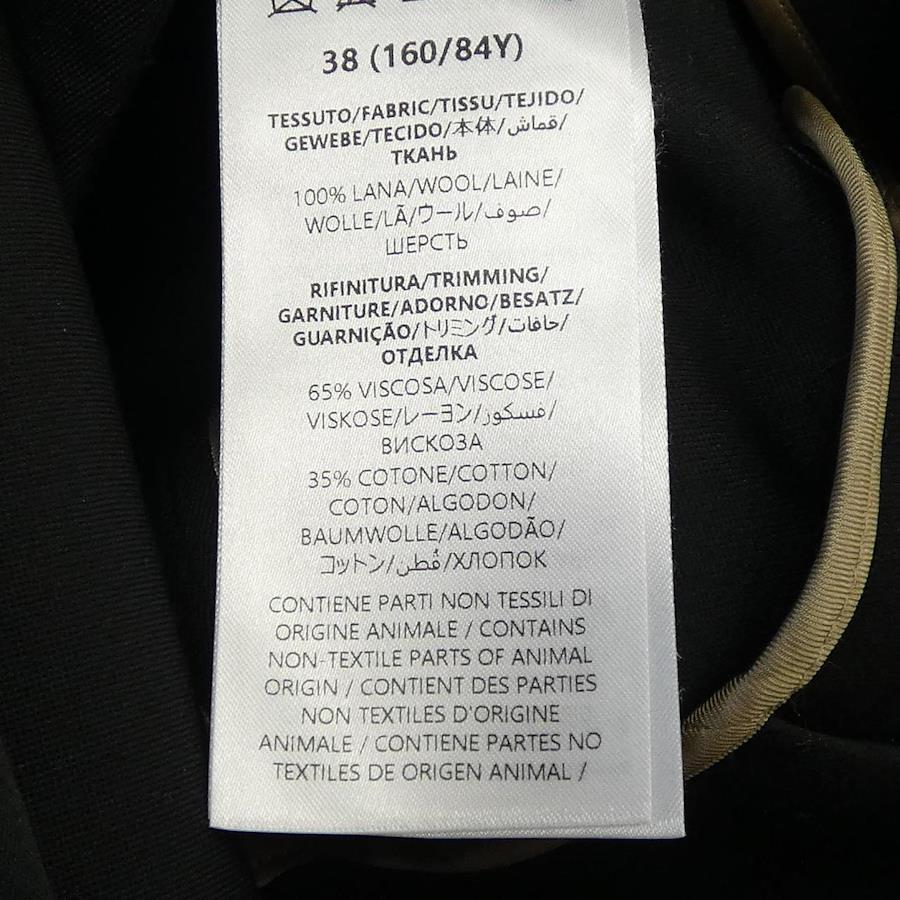 38 (160/84Y)
TESSUTO/FABRIC/TISSU/TEJIDO/
GEWEBE/TECIDO/本体/قماش/
ТКАНЬ
100% LANA/WOOL/LAINE/
WOLLE/LÃ/ウール/صوف/
ШЕРСТЬ
RIFINITURA/TRIMMING/
GARNITURE/ADORNO/BESATZ/
GUARNIÇÃO/トリミング/حافات/
ОТДЕЛКА
65% VISCOSA/VISCOSE/
VISKOSE/レーヨン/فسكور/
ВИСКОЗА
35% COTONE/COTTON/
COTON/ALGODON/
BAUMWOLLE/ALGODÃO/
コットン/قُطن/ХЛОПОК
CONTIENE PARTI NON TESSILI DI
ORIGINE ANIMALE / CONTAINS
NON-TEXTILE PARTS OF ANIMAL
ORIGIN / CONTIENT DES PARTIES
NON TEXTILES D'ORIGINE
ANIMALE / CONTIENE PARTES NO
TEXTILES DE ORIGEN ANIMAL /